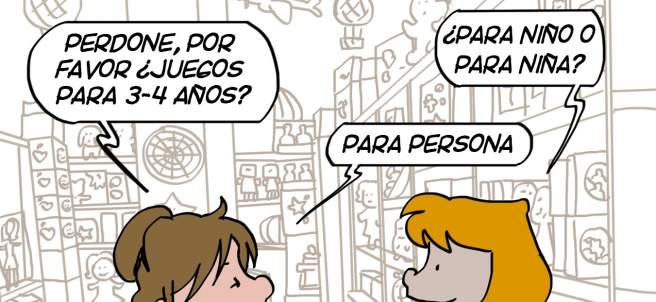 PERDONE, POR
FAVOR ¿JUEGOS
PARA 3-4 AÑOS?
¿PARA NIÑO O
PARA NIÑA?
PARA PERSONA